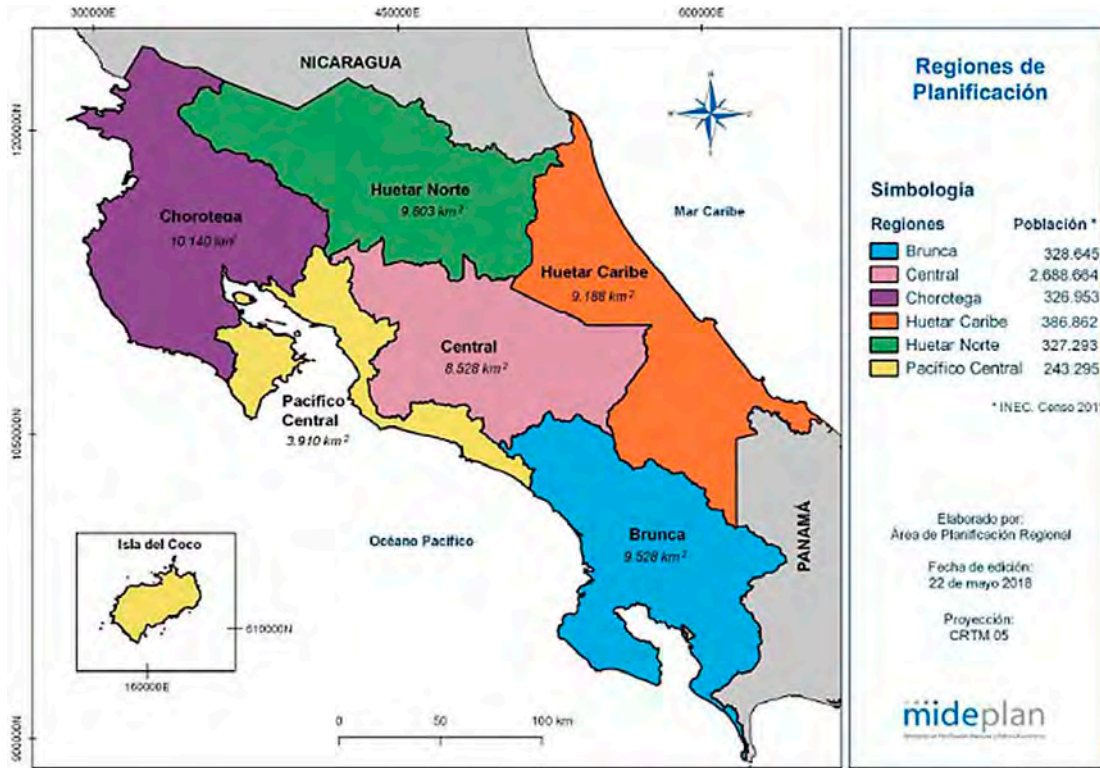 300000E
450000E
600000E
1200000N
1050000N
900000N
NICARAGUA
Huetar Norte
9.803 km²
Chorotega
10.140 km²
Mar Caribe
Huetar Caribe
9.188 km²
Central
8.528 km²
Pacífico
Central
3.910 km²
Brunca
9.528 km²
PANAMÁ
Océano Pacífico
Isla del Coco
610000N
160000E
0 50 100 km
Regiones de
Planificación
Simbología
Regiones Población *
Brunca 328.645
Central 2.688.664
Chorotega 326.953
Huetar Caribe 386.862
Huetar Norte 327.293
Pacífico Central 243.295
* INEC. Censo 201
Elaborado por:
Área de Planificación Regional
Fecha de edición:
22 de mayo 2018
Proyección:
CRTM 05
mideplan